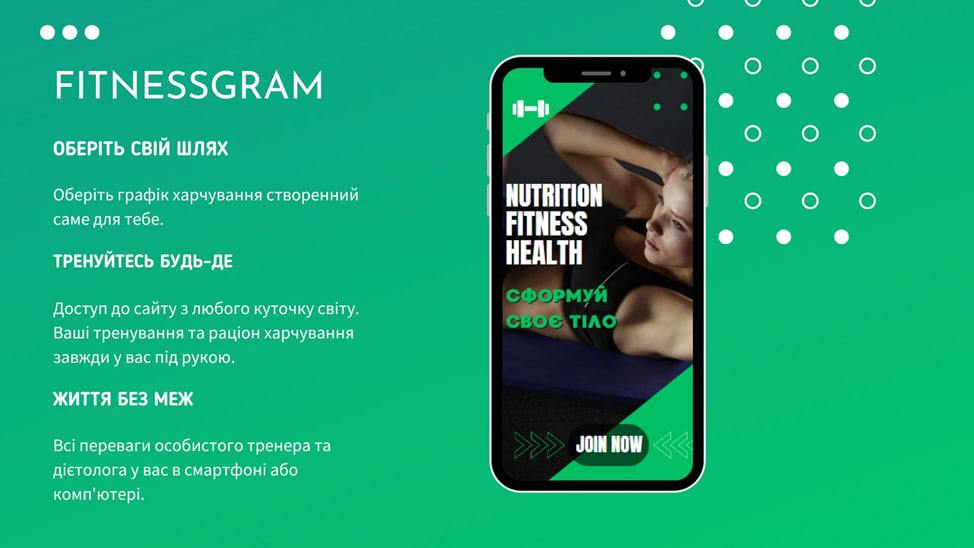 FITNESSGRAM
ОБЕРІТЬ СВІЙ ШЛЯХ
Оберіть графік харчування створенний
саме для тебе.
ТРЕНУЙТЕСЬ БУДЬ-ДЕ
Доступ до сайту з любого куточку світу.
Ваші тренування та раціон харчування
завжди у вас під рукою.
ЖИТТЯ БЕЗ МЕЖ
Всі переваги особистого тренера та
дієтолога у вас в смартфоні або
комп'ютері.
NUTRITION
FITNESS
HEALTH
СФОРМУЙ
СВОЄ ТІЛО
JOIN NOW